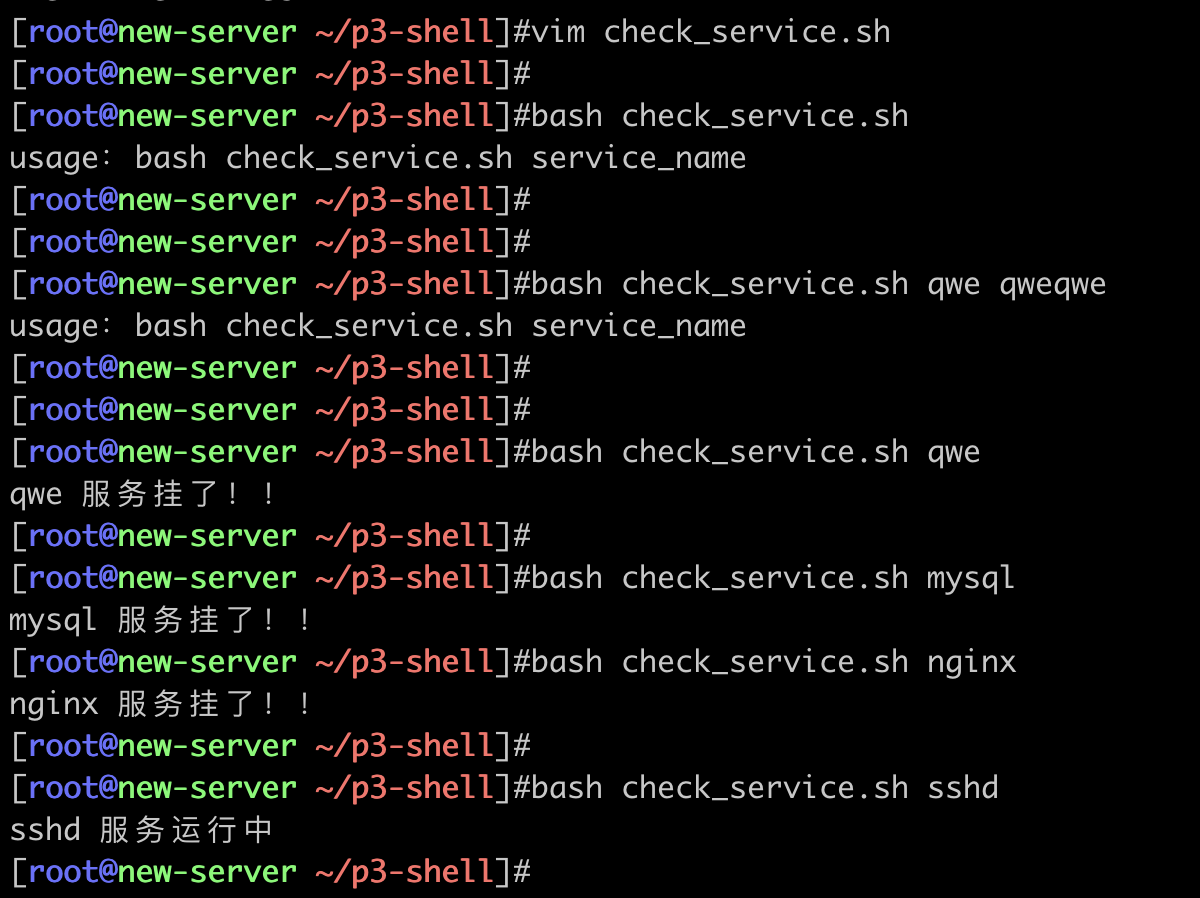 [root@new-server ~/p3-shell]#vim check_service.sh
[root@new-server ~/p3-shell]#
[root@new-server ~/p3-shell]#bash check_service.sh
usage: bash check_service.sh service_name
[root@new-server ~/p3-shell]#
[root@new-server ~/p3-shell]#
[root@new-server ~/p3-shell]#bash check_service.sh qwe qweqwe
usage: bash check_service.sh service_name
[root@new-server ~/p3-shell]#
[root@new-server ~/p3-shell]#
[root@new-server ~/p3-shell]#bash check_service.sh qwe
qwe 服务挂了！！
[root@new-server ~/p3-shell]#
[root@new-server ~/p3-shell]#bash check_service.sh mysql
mysql 服务挂了！！
[root@new-server ~/p3-shell]#bash check_service.sh nginx
nginx 服务挂了！！
[root@new-server ~/p3-shell]#
[root@new-server ~/p3-shell]#bash check_service.sh sshd
sshd 服务运行中
[root@new-server ~/p3-shell]#